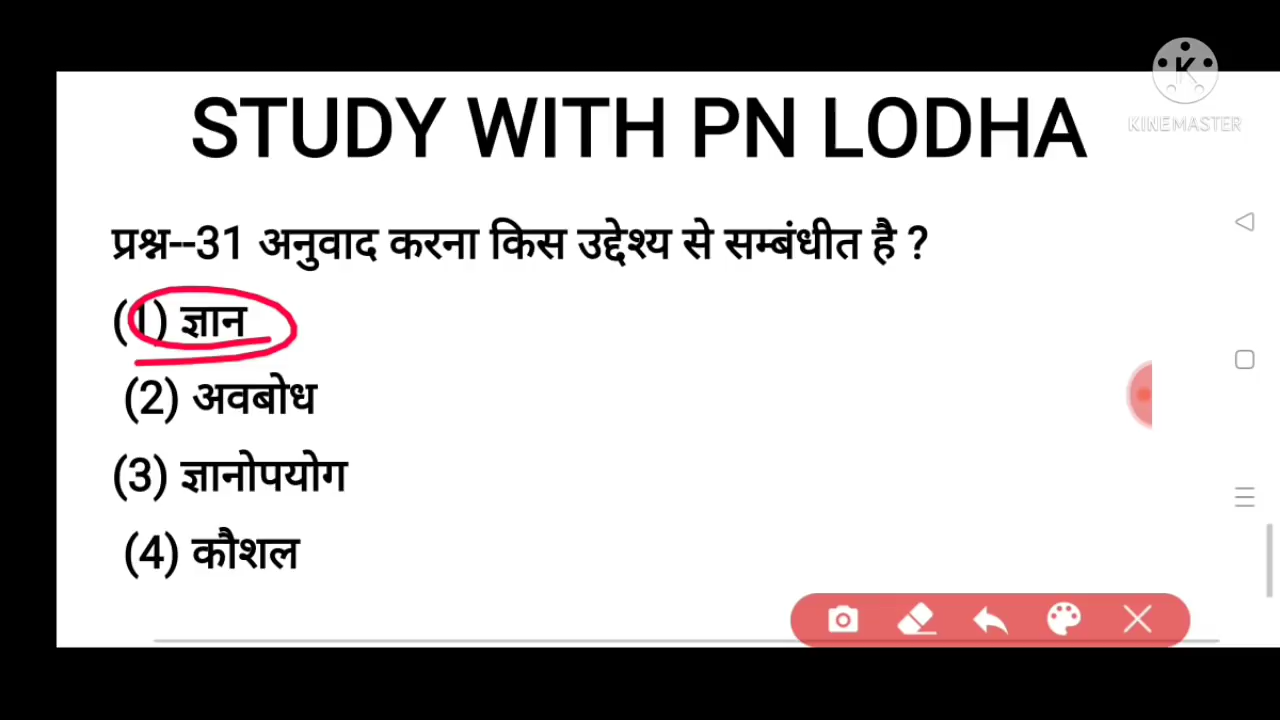 STUDY WITH PN LODHA
K
KINEMASTER
प्रश्न--31 अनुवाद करना किस उद्देश्य से सम्बंधीत है ?
(1) ज्ञान
(2) अवबोध
(3) ज्ञानोपयोग
(4) कौशल